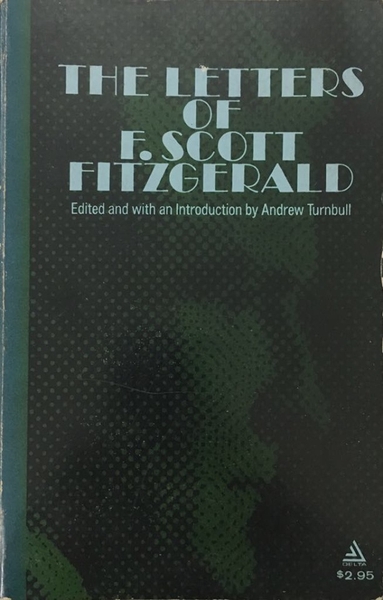 THE LETTERS
OF
F. SCOTT
FITZGERALD
Edited and with an Introduction by Andrew Turnbull
DELTA
$2.95